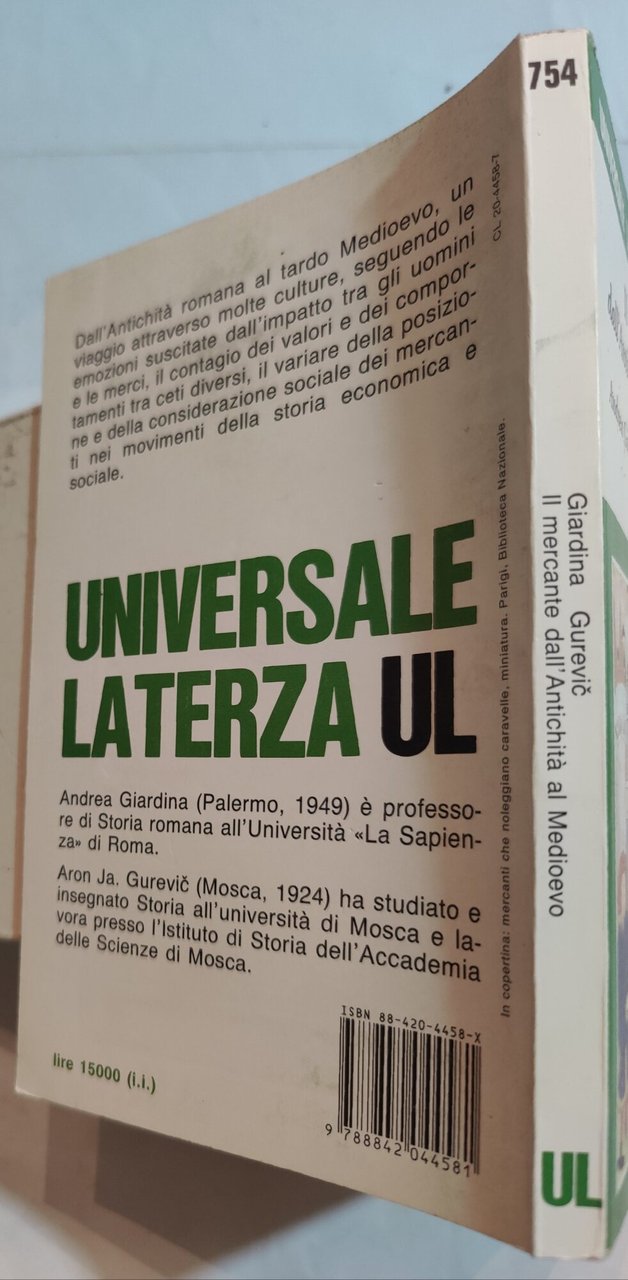 Dall'Antichità romana al tardo Medioevo, un
viaggio attraverso molte culture, seguendo le
emozioni suscitate dall'impatto tra gli uomini
e le merci, il contagio dei valori e dei compor-
tamenti tra ceti diversi, il variare della posizio-
ne e della considerazione sociale dei mercan-
ti nei movimenti della storia economica e
sociale.
UNIVERSALE
LATERZA UL
Andrea Giardina (Palermo, 1949) è professo-
re di Storia romana all'Università «La Sapien-
za» di Roma.
Aron Ja. Gurevič (Mosca, 1924) ha studiato e
insegnato Storia all'università di Mosca e la-
vora presso l'Istituto di Storia dell'Accademia
delle Scienze di Mosca.
lire 15000 (i.i.)
ISBN 88-420-4458-X
9 788842 044581
CL 20-4458-7
In copertina: mercanti che noleggiano caravelle, miniatura. Parigi, Biblioteca Nazionale.
754
Giardina Gurevič
Il mercante dall'Antichità al Medioevo
UL